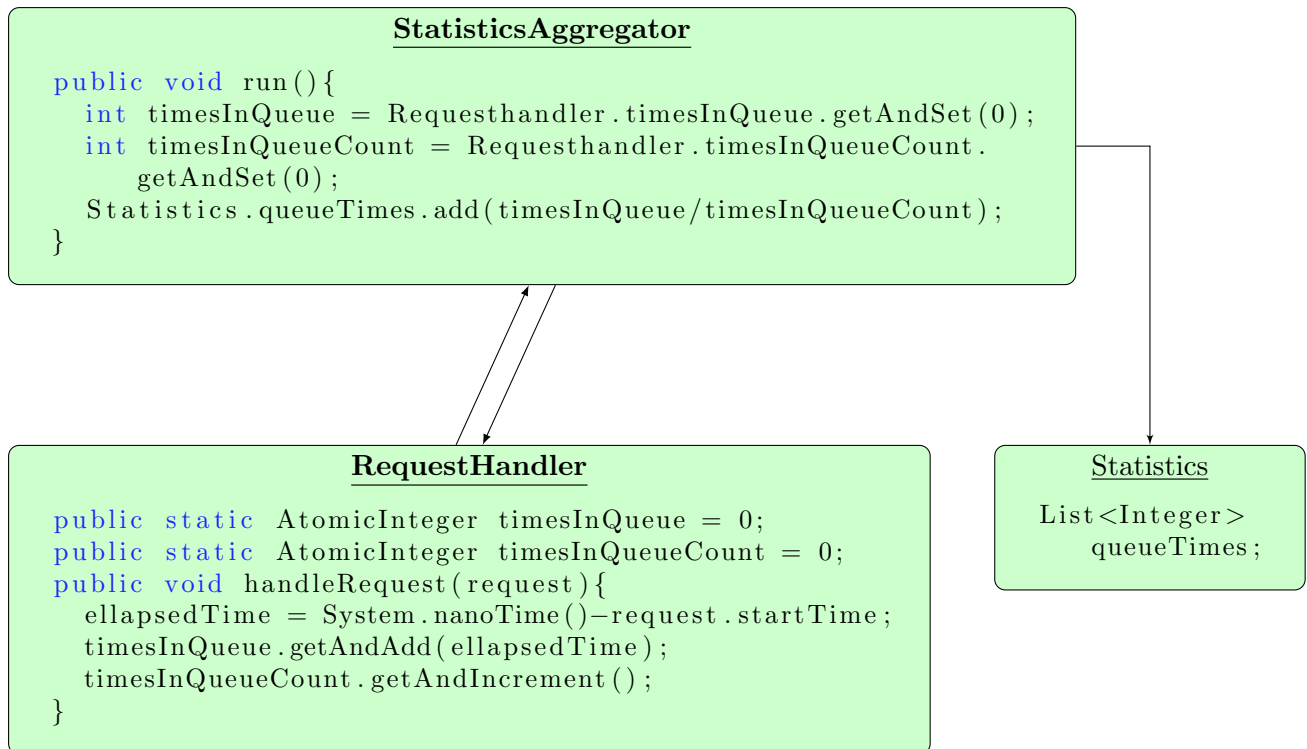 StatisticsAggregator
public void run(){
int timesInQueue = Requesthandler.timesInQueue.getAndSet(0);
int timesInQueueCount = Requesthandler.timesInQueueCount.
getAndSet(0);
Statistics.queueTimes.add(timesInQueue/timesInQueueCount);
}
RequestHandler
public static AtomicInteger timesInQueue = 0;
public static AtomicInteger timesInQueueCount = 0;
public void handleRequest(request){
ellapsedTime = System.nanoTime()−request.startTime;
timesInQueue.getAndAdd(ellapsedTime);
timesInQueueCount.getAndIncrement();
}
Statistics
List<Integer>
queueTimes;